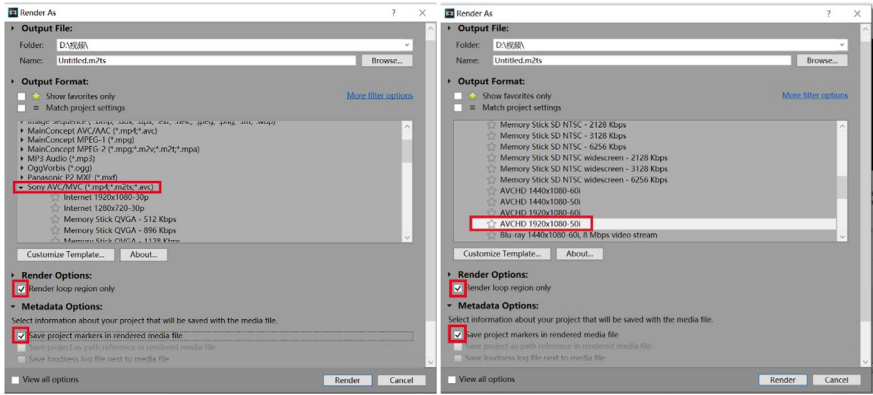 Render As
Output File:
Folder: D:\视频\
Name: Untitled.m2ts Browse...
Output Format:
Show favorites only More filter options
= Match project settings
MainConcept AVC/AAC (*.mp4;*.avc)
MainConcept MPEG-1 (*.mpg)
MainConcept MPEG-2 (*.mpg;*.m2v;*.m2t;*.mpa)
MP3 Audio (*.mp3)
OggVorbis (*.ogg)
Panasonic P2 MXF (*.mxf)
Sony AVC/MVC (*.mp4;*.m2ts;*.avc)
Internet 1920x1080-30p
Internet 1280x720-30p
Memory Stick QVGA - 512 Kbps
Memory Stick QVGA - 896 Kbps
Memory Stick QVGA - 1128 Kbps
Customize Template... About...
Render Options:
Render loop region only
Metadata Options:
Select information about your project that will be saved with the media file.
Save project markers in rendered media file
Save project as path reference in rendered media file
Save loudness log file next to media file
View all options Render Cancel
Render As
Output File:
Folder: D:\视频\
Name: Untitled.m2ts Browse...
Output Format:
Show favorites only More filter options
= Match project settings
Memory Stick SD NTSC - 2128 Kbps
Memory Stick SD NTSC - 3128 Kbps
Memory Stick SD NTSC - 6256 Kbps
Memory Stick SD NTSC widescreen - 2128 Kbps
Memory Stick SD NTSC widescreen - 3128 Kbps
Memory Stick SD NTSC widescreen - 6256 Kbps
AVCHD 1440x1080-60i
AVCHD 1440x1080-50i
AVCHD 1920x1080-60i
AVCHD 1920x1080-50i
Blu-ray 1440x1080-60i, 8 Mbps video stream
Customize Template... About...
Render Options:
Render loop region only
Metadata Options:
Select information about your project that will be saved with the media file.
Save project markers in rendered media file
Save project as path reference in rendered media file
Save loudness log file next to media file
View all options Render Cancel